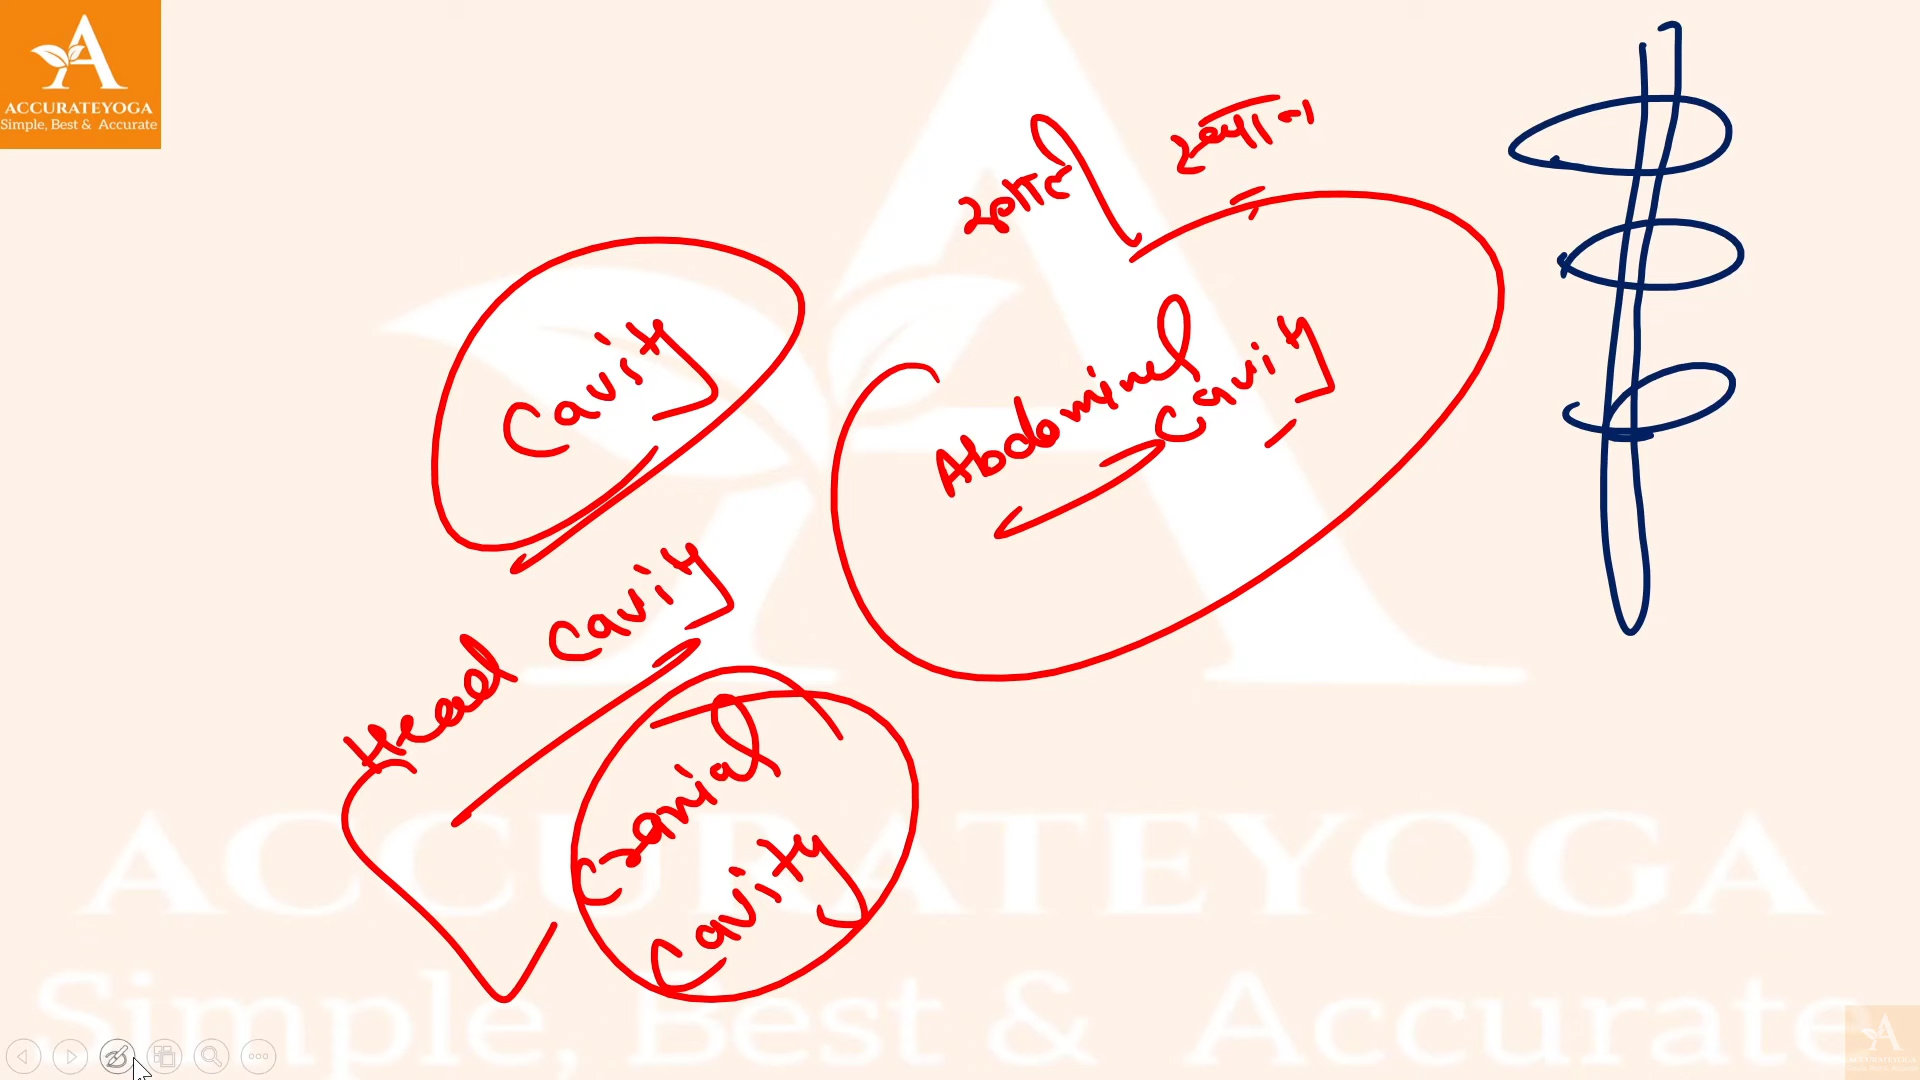 ACCURATEYOGA
Simple, Best & Accurate
Cavity
Abdominal
Cavity
Head Cavity
Cranial
Cavity
ACCURATEYOGA
Simple, Best & Accurate